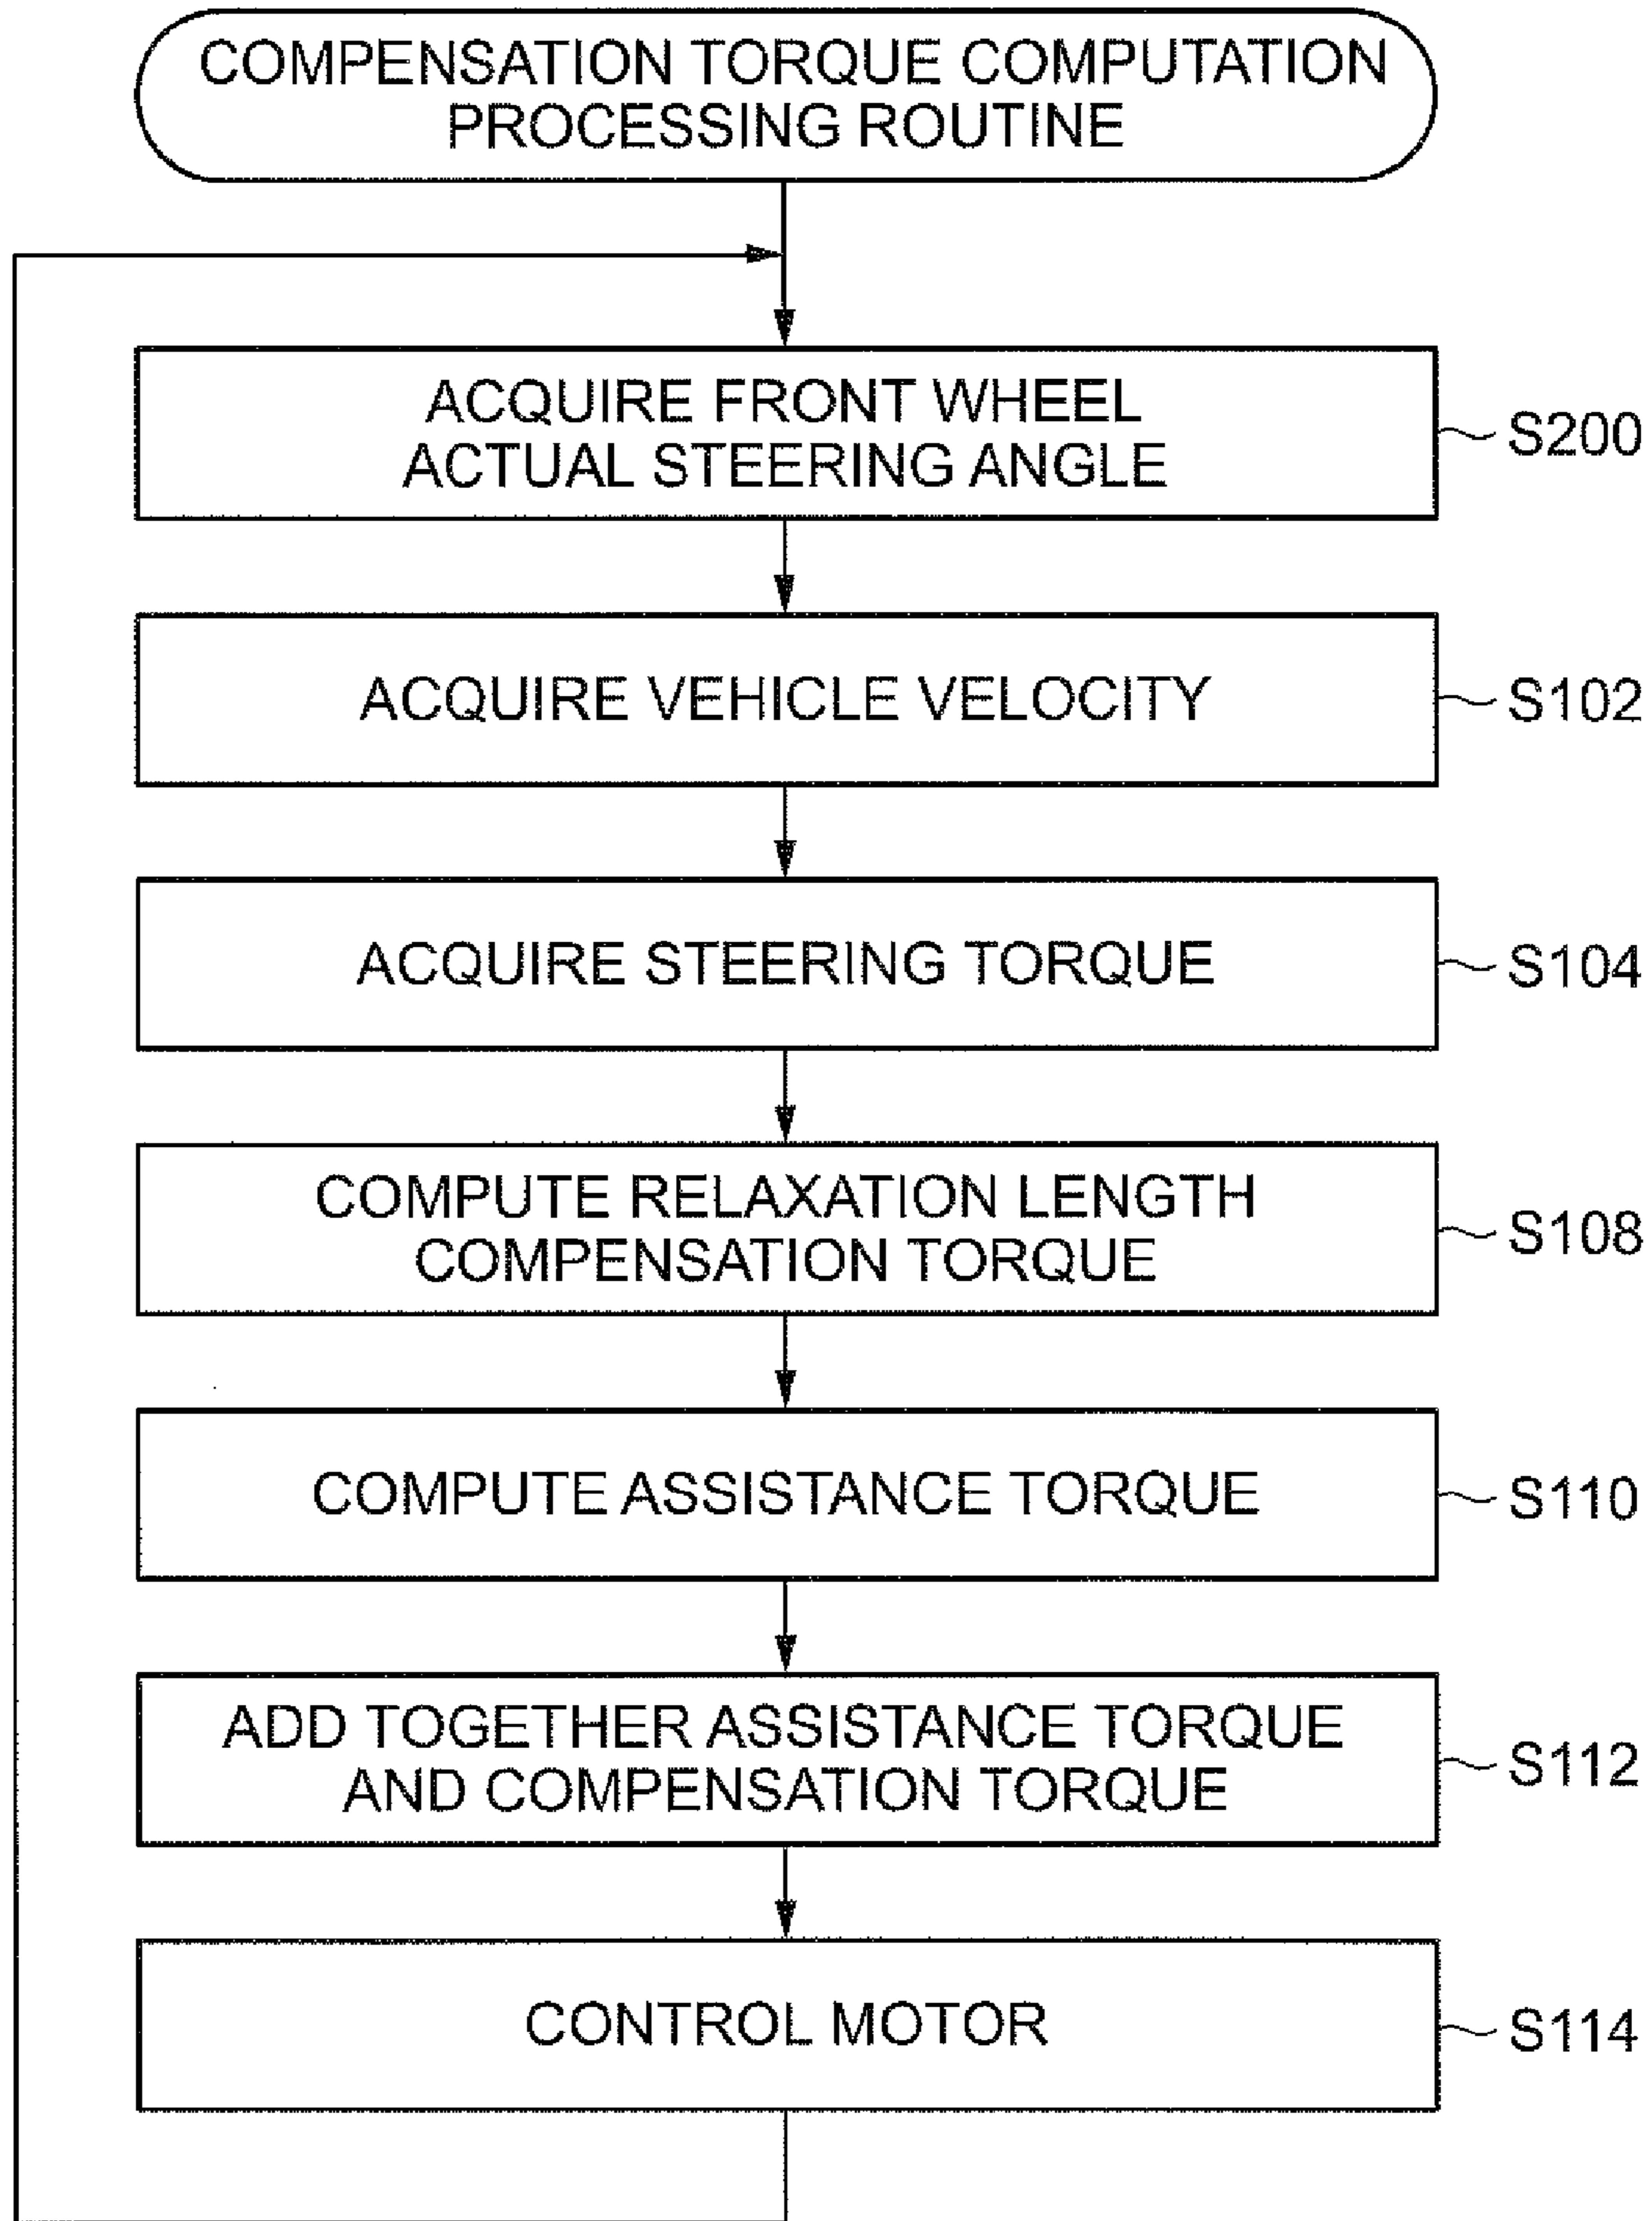 COMPENSATION TORQUE COMPUTATION
PROCESSING ROUTINE
ACQUIRE FRONT WHEEL
ACTUAL STEERING ANGLE
S200
ACQUIRE VEHICLE VELOCITY
S102
ACQUIRE STEERING TORQUE
S104
COMPUTE RELAXATION LENGTH
COMPENSATION TORQUE
S108
COMPUTE ASSISTANCE TORQUE
S110
ADD TOGETHER ASSISTANCE TORQUE
AND COMPENSATION TORQUE
S112
CONTROL MOTOR
S114